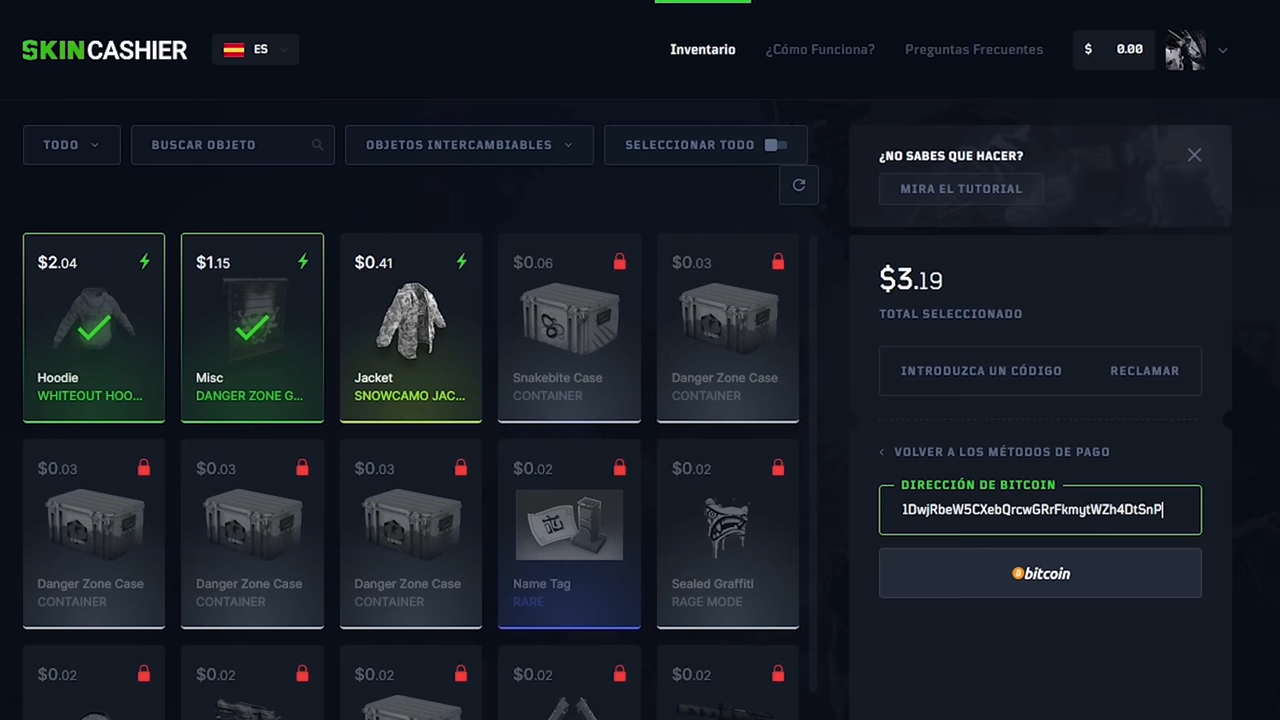 SKINCASHIER
ES
Inventario
¿Cómo Funciona?
Preguntas Frecuentes
$ 0.00
TODO
BUSCAR OBJETO
OBJETOS INTERCAMBIABLES
SELECCIONAR TODO
¿NO SABES QUE HACER?
MIRA EL TUTORIAL
$2.04
Hoodie
WHITEOUT HOO...
$1.15
Misc
DANGER ZONE G...
$0.41
Jacket
SNOWCAMO JAC...
$0.06
Snakebite Case
CONTAINER
$0.03
Danger Zone Case
CONTAINER
$0.03
Danger Zone Case
CONTAINER
$0.03
Danger Zone Case
CONTAINER
$0.03
Danger Zone Case
CONTAINER
$0.02
Name Tag
RARE
$0.02
Sealed Graffiti
RAGE MODE
$0.02
$0.02
$0.02
$0.02
$0.02
$3.19
TOTAL SELECCIONADO
INTRODUZCA UN CÓDIGO
RECLAMAR
VOLVER A LOS MÉTODOS DE PAGO
DIRECCIÓN DE BITCOIN
1DwjRbeW5CXebQrcwGRrFkmytWZh4DtSnP
bitcoin